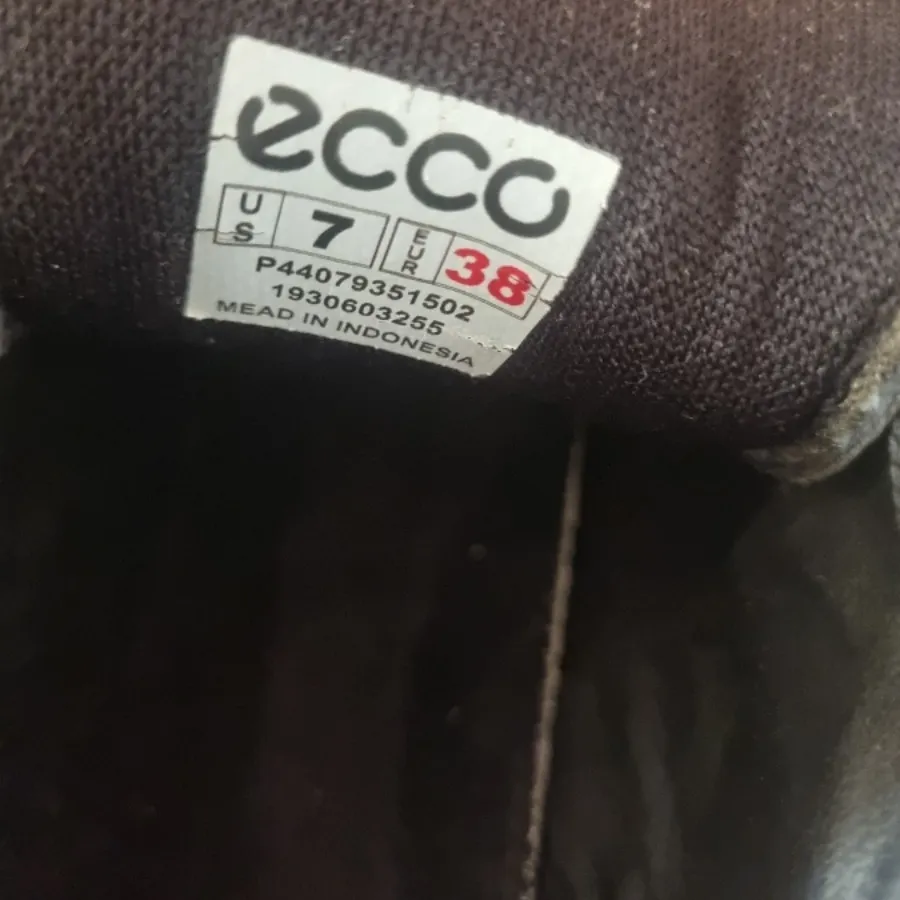 ecco
US 7 EUR 38
P44079351502
1930603255
MEAD IN INDONESIA